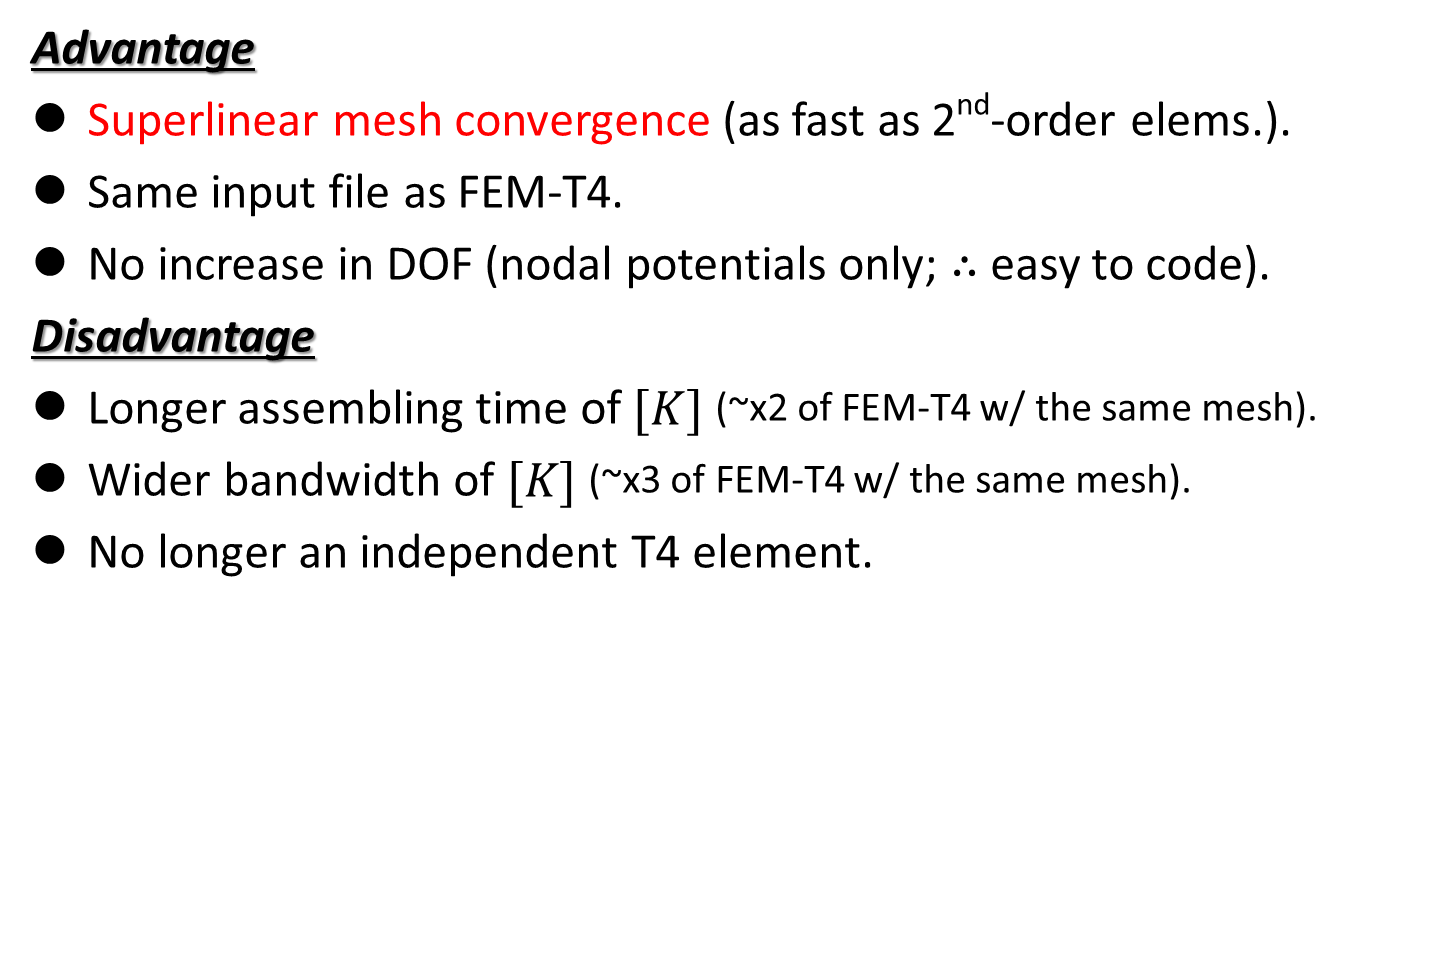 Advantage
● Superlinear mesh convergence (as fast as 2nd-order elems.).
● Same input file as FEM-T4.
● No increase in DOF (nodal potentials only; ∴ easy to code).
Disadvantage
● Longer assembling time of [K] (~x2 of FEM-T4 w/ the same mesh).
● Wider bandwidth of [K] (~x3 of FEM-T4 w/ the same mesh).
● No longer an independent T4 element.